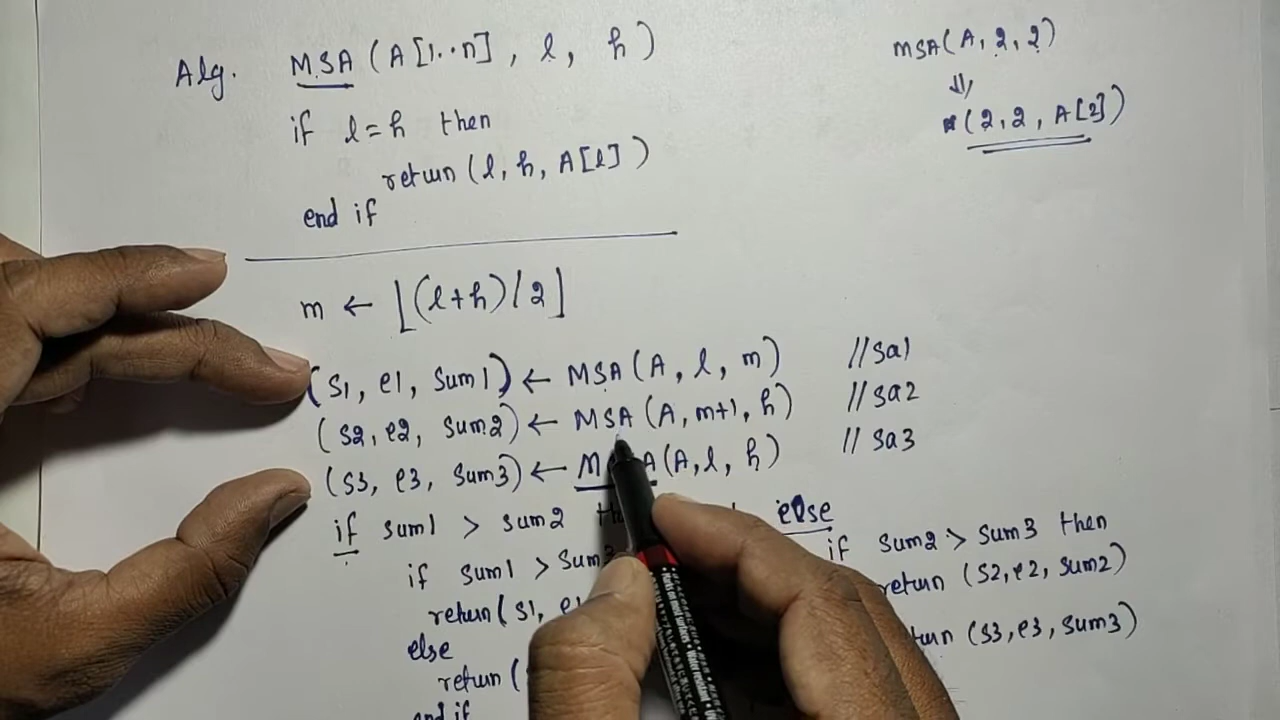 Alg. MSA (A[1..n], l, h)
if l=h then
return (l, h, A[l])
end if
MSA(A, 2, 2)
⇓
(2, 2, A[2])
m ← ⌊(l+h)/2⌋
(s1, e1, sum1) ← MSA(A, l, m) //sa1
(s2, e2, sum2) ← MSA(A, m+1, h) //sa2
(s3, e3, sum3) ← M A(A, l, h) //sa3
if sum1 > sum2
if sum1 >
return(s1,
else
return (
end if
else
if sum2 > sum3 then
return (s2, e2, sum2)
(s3, e3, sum3)